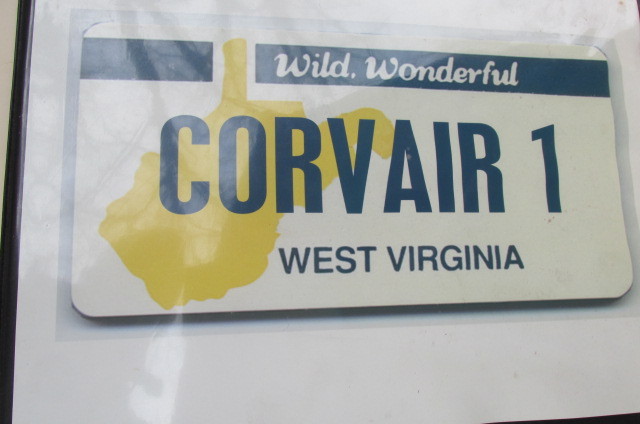 Wild, Wonderful
CORVAIR 1
WEST VIRGINIA